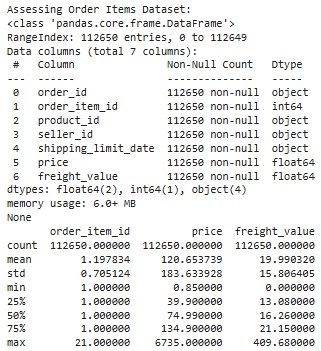 Assessing Order Items Dataset:
<class 'pandas.core.frame.DataFrame'>
RangeIndex: 112650 entries, 0 to 112649
Data columns (total 7 columns):
 #   Column               Non-Null Count   Dtype
---  ------               --------------   -----
 0   order_id             112650 non-null  object
 1   order_item_id        112650 non-null  int64
 2   product_id           112650 non-null  object
 3   seller_id            112650 non-null  object
 4   shipping_limit_date  112650 non-null  object
 5   price                112650 non-null  float64
 6   freight_value        112650 non-null  float64
dtypes: float64(2), int64(1), object(4)
memory usage: 6.0+ MB
None
       order_item_id          price  freight_value
count  112650.000000  112650.000000  112650.000000
mean        1.197834     120.653739      19.990320
std         0.705124     183.633928      15.806405
min         1.000000       0.850000       0.000000
25%         1.000000      39.900000      13.080000
50%         1.000000      74.990000      16.260000
75%         1.000000     134.900000      21.150000
max        21.000000    6735.000000     409.680000